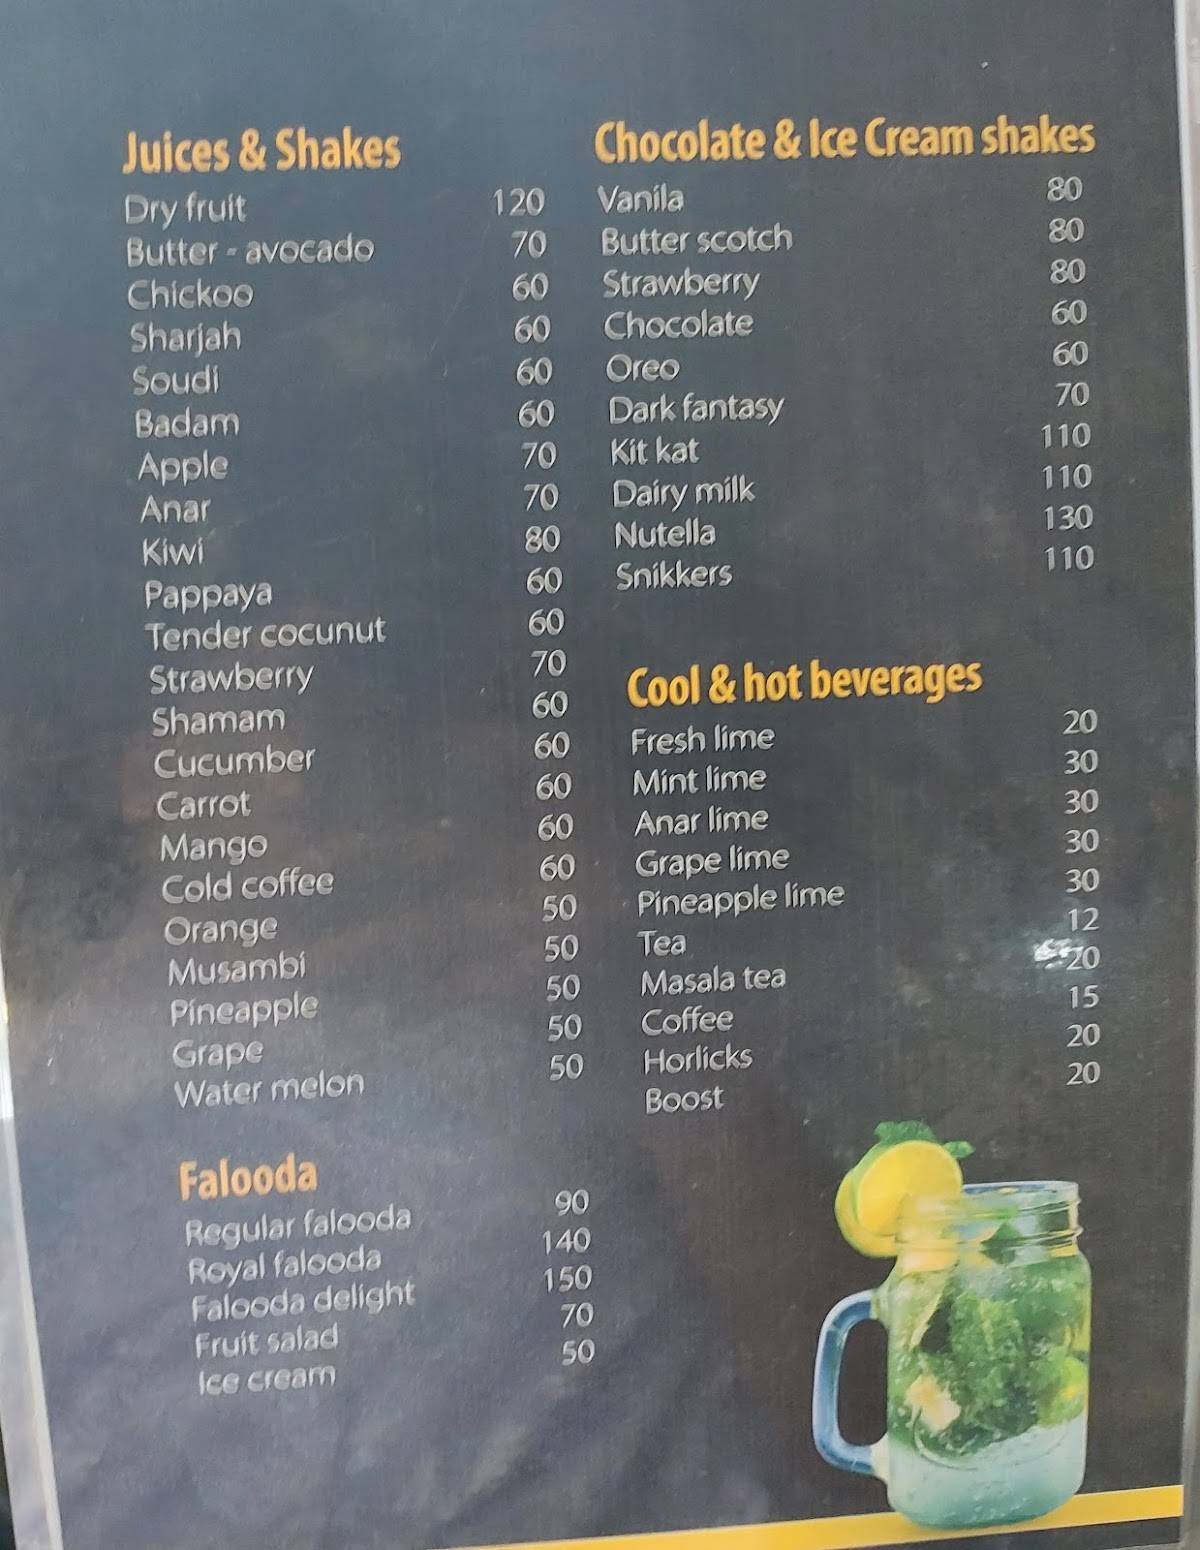 Juices & Shakes
Dry fruit 120
Butter - avocado 70
Chickoo 60
Sharjah 60
Soudi 60
Badam 60
Apple 70
Anar 70
Kiwi 80
Pappaya 60
Tender cocunut 60
Strawberry 70
Shamam 60
Cucumber 60
Carrot 60
Mango 60
Cold coffee 60
Orange 50
Musambi 50
Pineapple 50
Grape 50
Water melon 50
Falooda
Regular falooda 90
Royal falooda 140
Falooda delight 150
Fruit salad 70
Ice cream 50
Chocolate & Ice Cream shakes
Vanila 80
Butter scotch 80
Strawberry 80
Chocolate 60
Oreo 60
Dark fantasy 70
Kit kat 110
Dairy milk 110
Nutella 130
Snikkers 110
Cool & hot beverages
Fresh lime 20
Mint lime 30
Anar lime 30
Grape lime 30
Pineapple lime 30
Tea 12
Masala tea 20
Coffee 15
Horlicks 20
Boost 20